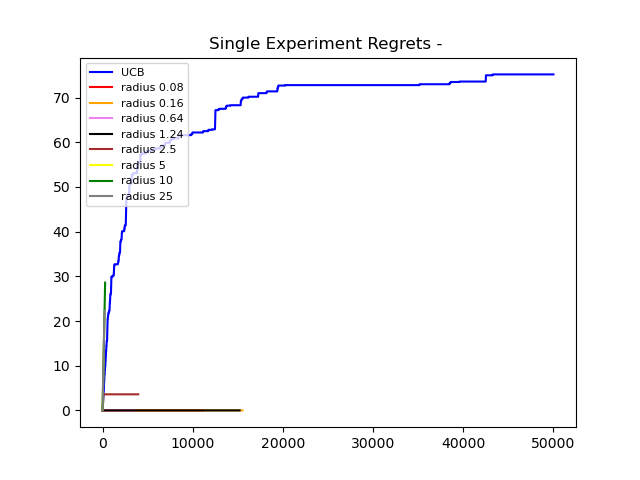 Single Experiment Regrets -
UCB
radius 0.08
radius 0.16
radius 0.64
radius 1.24
radius 2.5
radius 5
radius 10
radius 25
70
60
50
40
30
20
10
0
0 10000 20000 30000 40000 50000